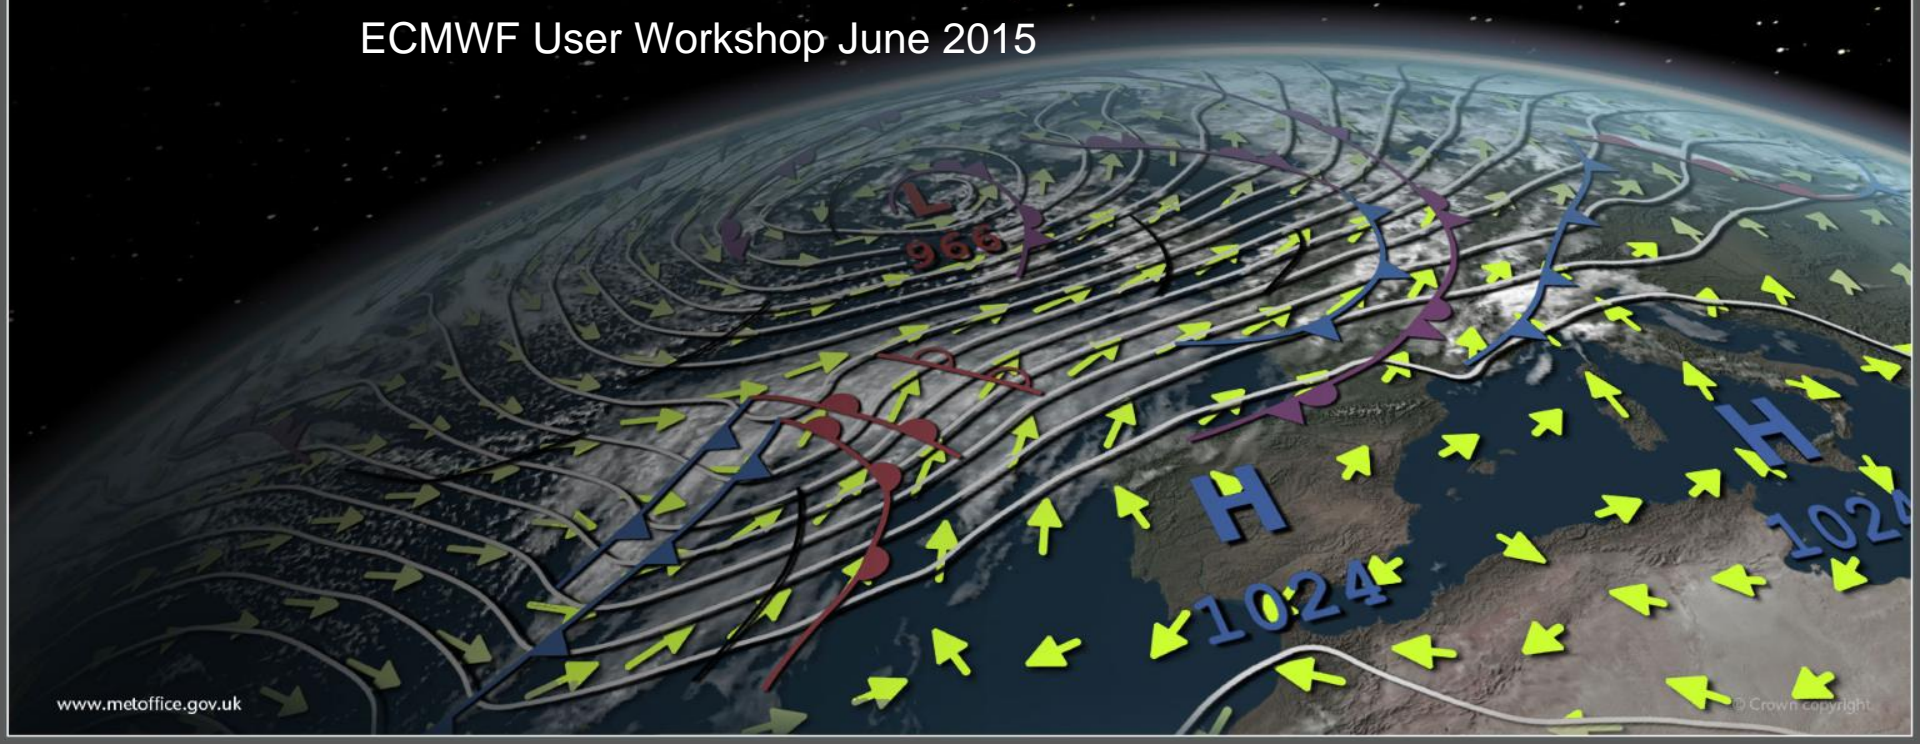 ECMWF User Workshop June 2015
L
966
H
H
1024
1024
www.metoffice.gov.uk
© Crown copyright